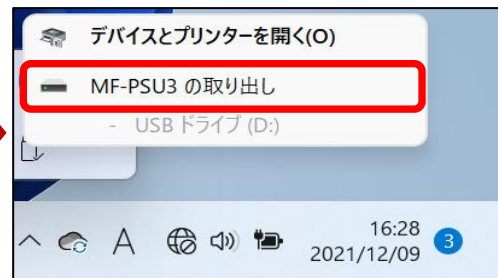 デバイスとプリンターを開く(O)
MF-PSU3 の取り出し
- USB ドライブ (D:)
A
16:28
2021/12/09
3